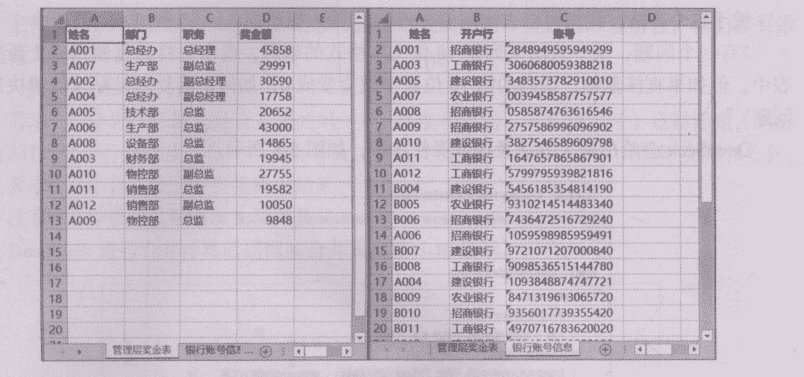 A B C D E
1 姓名 部门 职务 奖金额
2 A001 总经办 总经理 45858
3 A007 生产部 副总监 29991
4 A002 总经办 副总经理 30590
5 A004 总经办 副总经理 17758
6 A005 技术部 总监 20652
7 A006 生产部 总监 43000
8 A008 设备部 总监 14865
9 A003 财务部 总监 19945
10 A010 物控部 副总监 27755
11 A011 销售部 总监 19582
12 A012 销售部 副总监 10050
13 A009 物控部 总监 9848
14
15
16
17
18
19
20
管理层奖金表 银行账号信息 ...
A B C D
1 姓名 开户行 账号
2 A001 招商银行 2848949595949299
3 A003 工商银行 3060680059388218
4 A005 建设银行 3483573782910010
5 A007 农业银行 0039458587757577
6 A008 招商银行 0585874763616546
7 A009 招商银行 2757586996096902
8 A010 建设银行 3827546589609798
9 A011 工商银行 1647657865867901
10 A012 工商银行 5799795939821816
11 B004 建设银行 5456185354814190
12 B005 农业银行 9310214514483340
13 B006 招商银行 7436472516729240
14 A006 招商银行 1059598985959491
15 B007 建设银行 9721071207000840
16 B008 工商银行 9098536515144780
17 A004 建设银行 1093848874747721
18 B009 农业银行 8471319613065720
19 B010 招商银行 9356017739355420
20 B011 工商银行 4970716783620020
管理层奖金表 银行账号信息